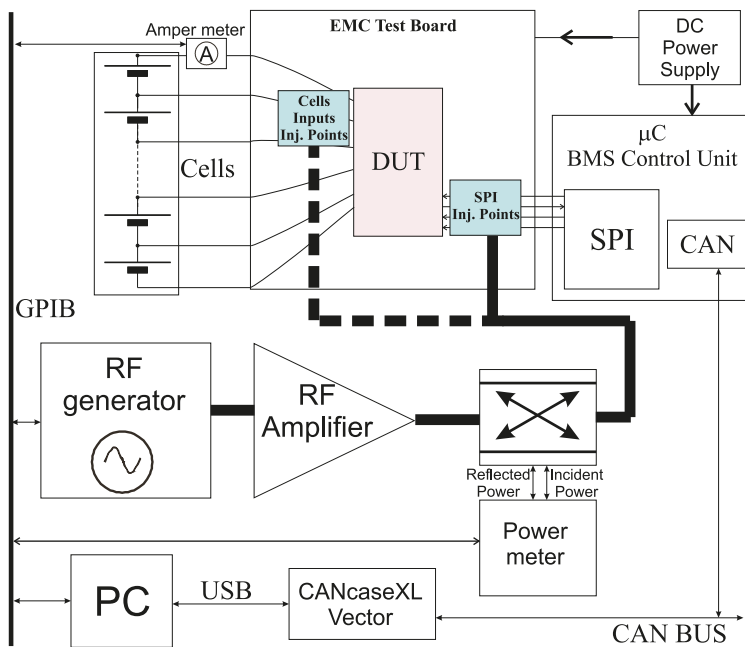 Amper meter
A
EMC Test Board
DC
Power
Supply
Cells
Inputs
Inj. Points
DUT
SPI
Inj. Points
Cells
μC
BMS Control Unit
SPI
CAN
GPIB
RF
generator
RF
Amplifier
Reflected
Power
Incident
Power
Power
meter
PC
USB
CANcaseXL
Vector
CAN BUS